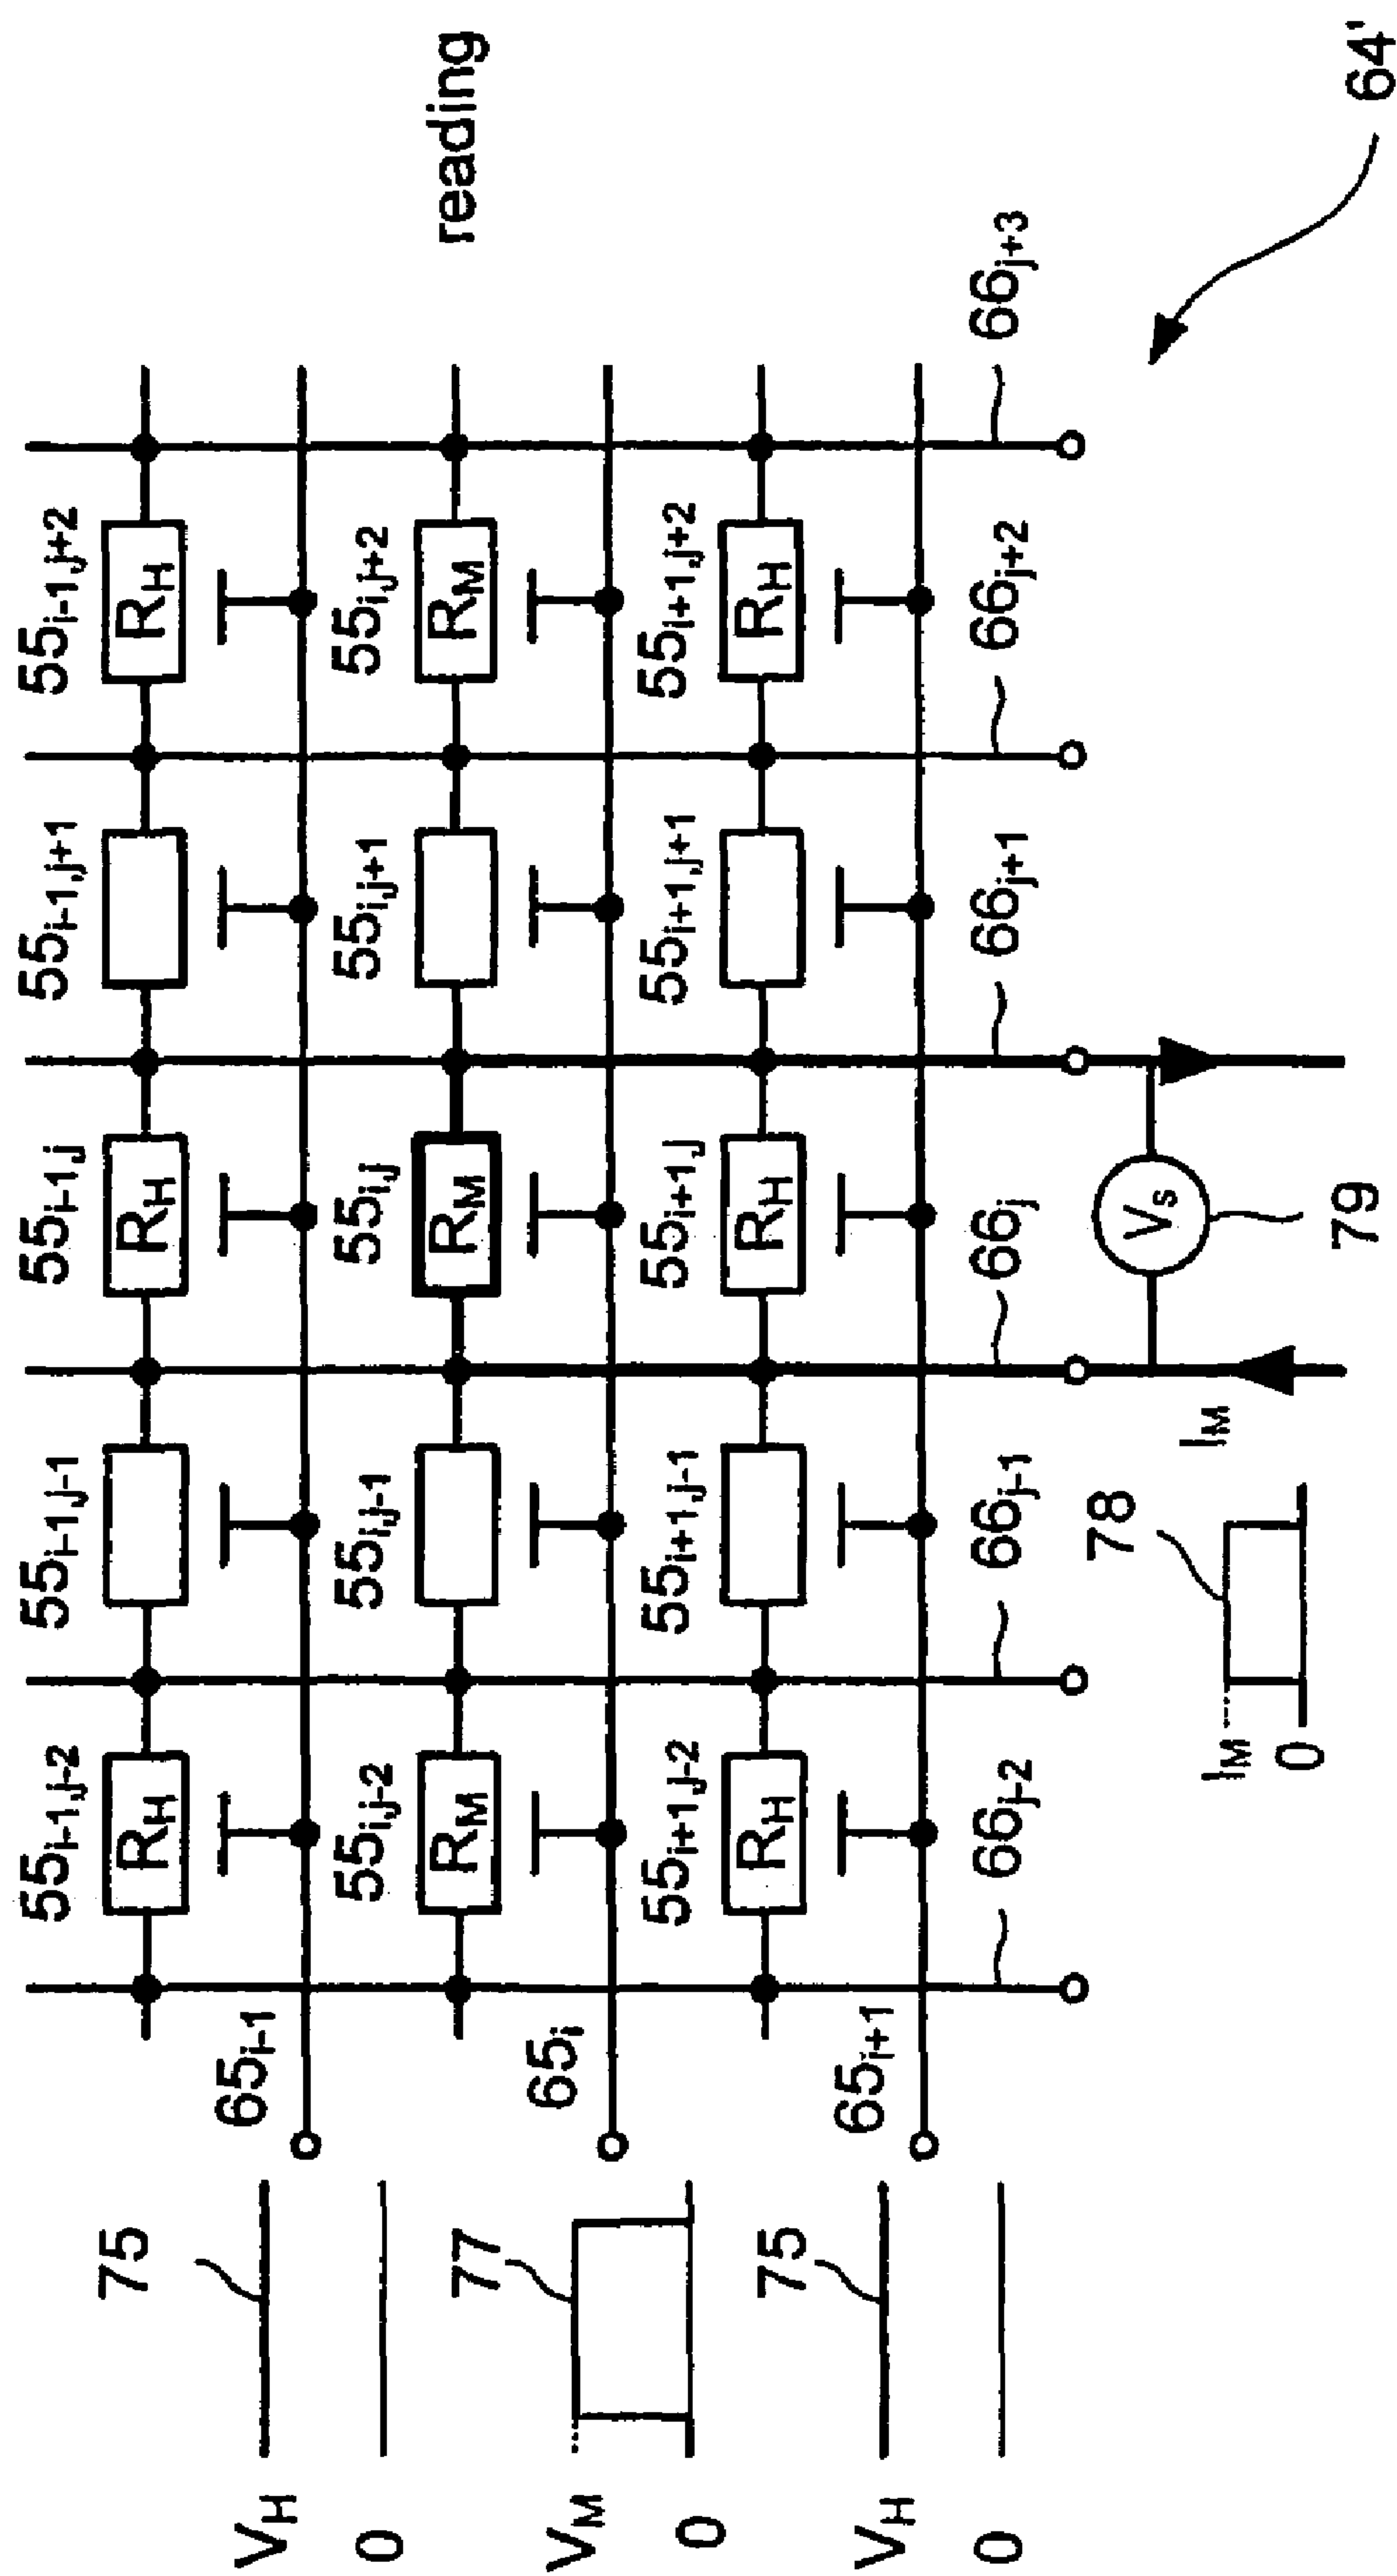 reading
55i-1,j-2 55i-1,j-1 55i-1,j 55i-1,j+1 55i-1,j+2
RH RH RH
75
VH
65i-1
0
55i,j-2 55i,j-1 55i,j 55i,j+1 55i,j+2
RM RM RM
77
VM
65i
0
55i+1,j-2 55i+1,j-1 55i+1,j 55i+1,j+1 55i+1,j+2
RH RH RH
75
VH
65i+1
0
66j-2 66j-1 66j 66j+1 66j+2 66j+3
78
IM
IM
0
Vs
79
64'